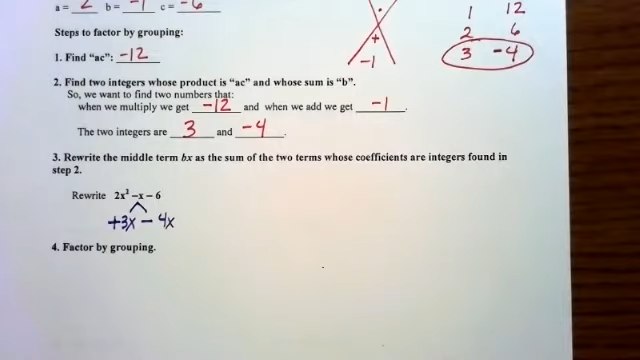 a = 2 b = -1 c = -6
Steps to factor by grouping:
1. Find "ac": -12
2. Find two integers whose product is "ac" and whose sum is "b".
So, we want to find two numbers that:
when we multiply we get -12 and when we add we get -1.
The two integers are 3 and -4.
3. Rewrite the middle term bx as the sum of the two terms whose coefficients are integers found in
step 2.
Rewrite 2x² – x – 6
+3x - 4x
4. Factor by grouping.
·
+
-1
1 12
2 6
3 -4